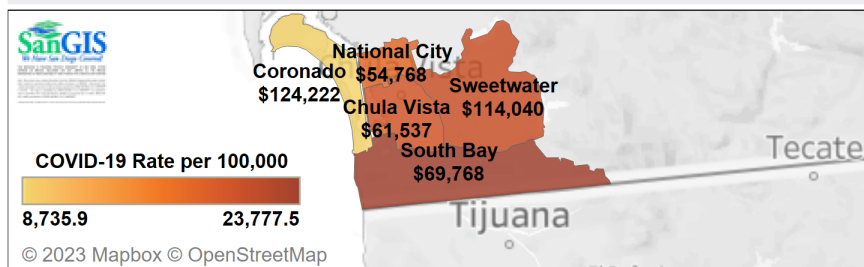 SanGIS
We Have San Diego Covered!
National City
$54,768
Coronado
$124,222
Chula Vista
Sweetwater
$114,040
Chula Vista
$61,537
South Bay
$69,768
COVID-19 Rate per 100,000
8,735.9 23,777.5
Tecate
Tijuana
© 2023 Mapbox © OpenStreetMap